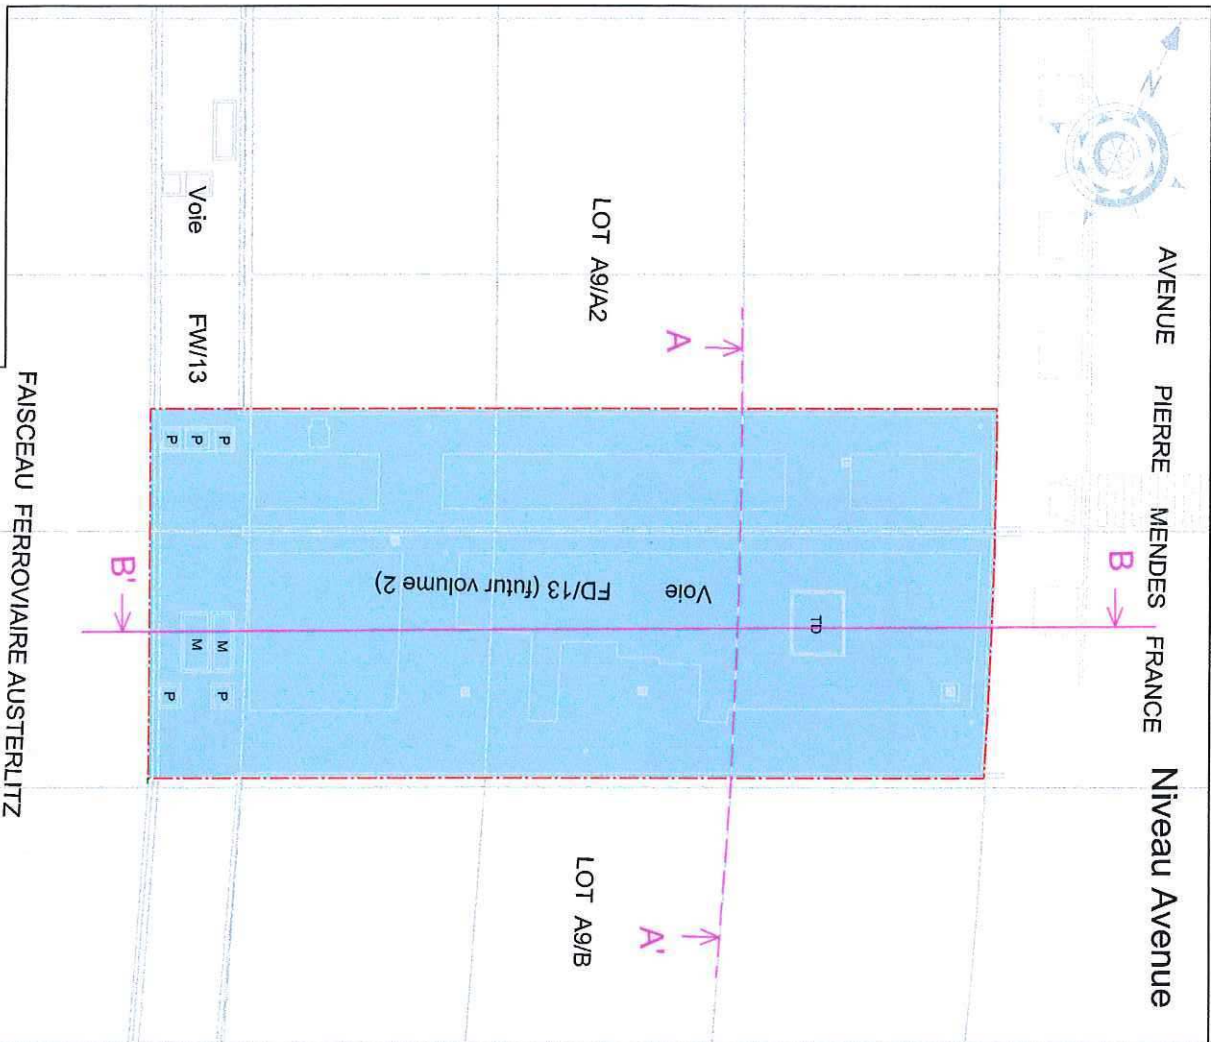 Niveau Avenue
AVENUE PIERRE MENDES FRANCE
N
B
LOT A9/A2
A
LOT A9/B
A'
TD
Voie FD/13 (futur volume 2)
Voie FW/13
P
P
P
M
M
P
P
B'
FAISCEAU FERROVIAIRE AUSTERLITZ